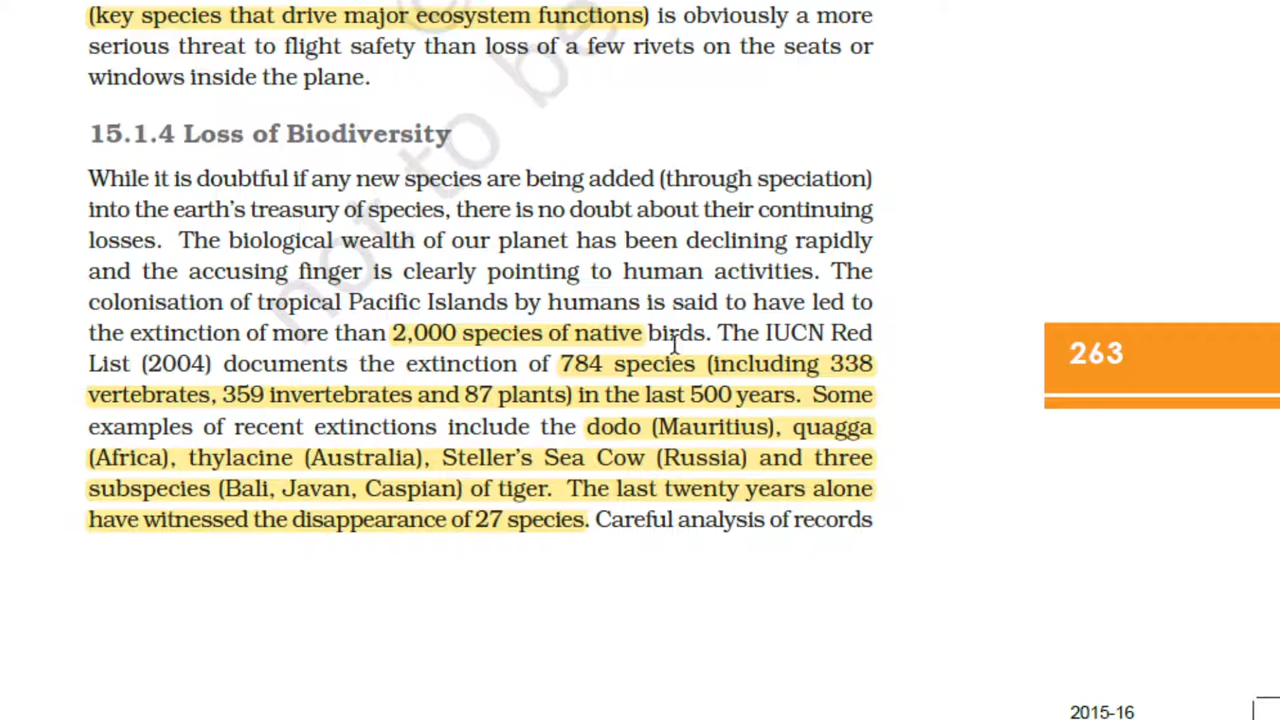 (key species that drive major ecosystem functions) is obviously a more
serious threat to flight safety than loss of a few rivets on the seats or
windows inside the plane.
15.1.4 Loss of Biodiversity
While it is doubtful if any new species are being added (through speciation)
into the earth's treasury of species, there is no doubt about their continuing
losses. The biological wealth of our planet has been declining rapidly
and the accusing finger is clearly pointing to human activities. The
colonisation of tropical Pacific Islands by humans is said to have led to
the extinction of more than 2,000 species of native birds. The IUCN Red
List (2004) documents the extinction of 784 species (including 338
vertebrates, 359 invertebrates and 87 plants) in the last 500 years. Some
examples of recent extinctions include the dodo (Mauritius), quagga
(Africa), thylacine (Australia), Steller's Sea Cow (Russia) and three
subspecies (Bali, Javan, Caspian) of tiger. The last twenty years alone
have witnessed the disappearance of 27 species. Careful analysis of records
263
2015-16
not to be